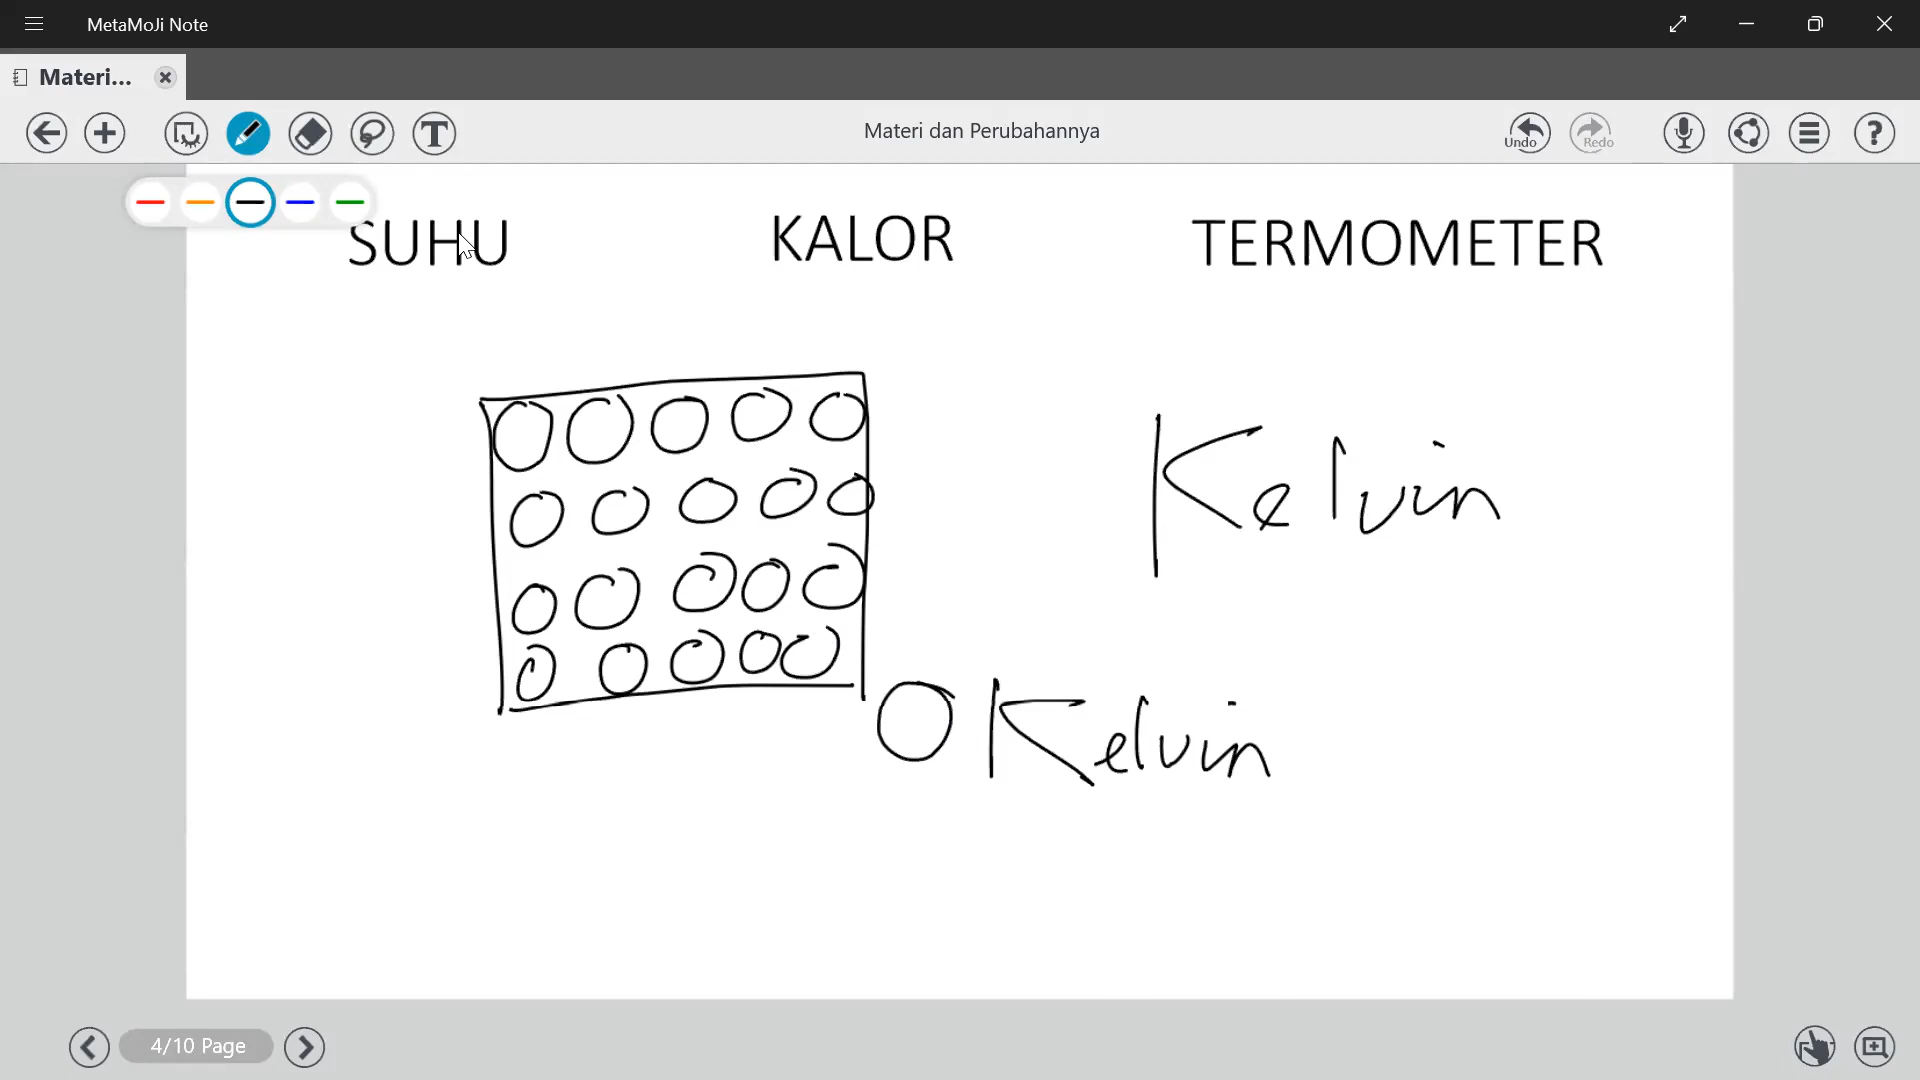 MetaMoJi Note
Materi...
Materi dan Perubahannya
Undo
Redo
SUHU KALOR TERMOMETER
Kelvin
0 Kelvin
4/10 Page